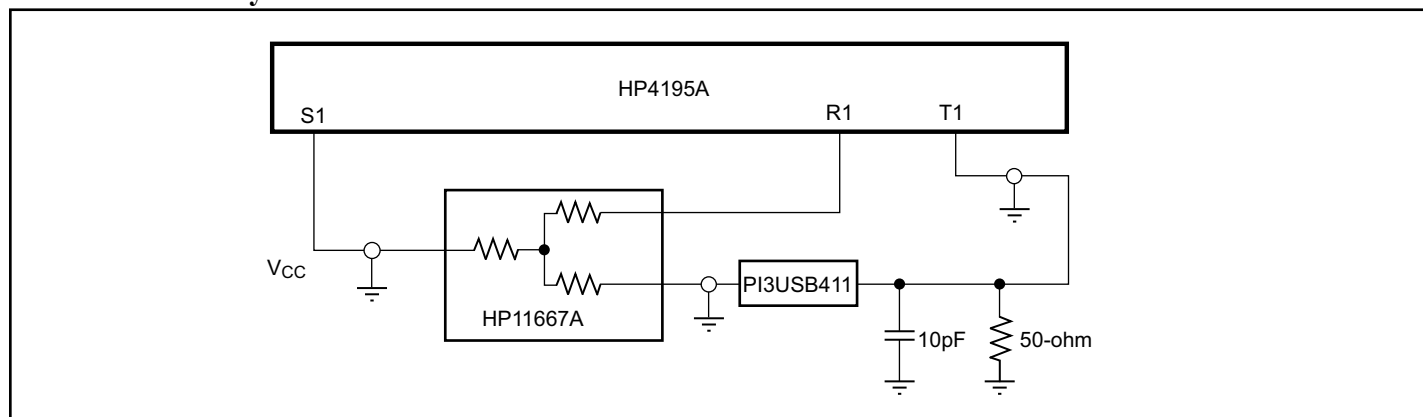 HP4195A
S1
R1
T1
VCC
HP11667A
PI3USB411
10pF
50-ohm